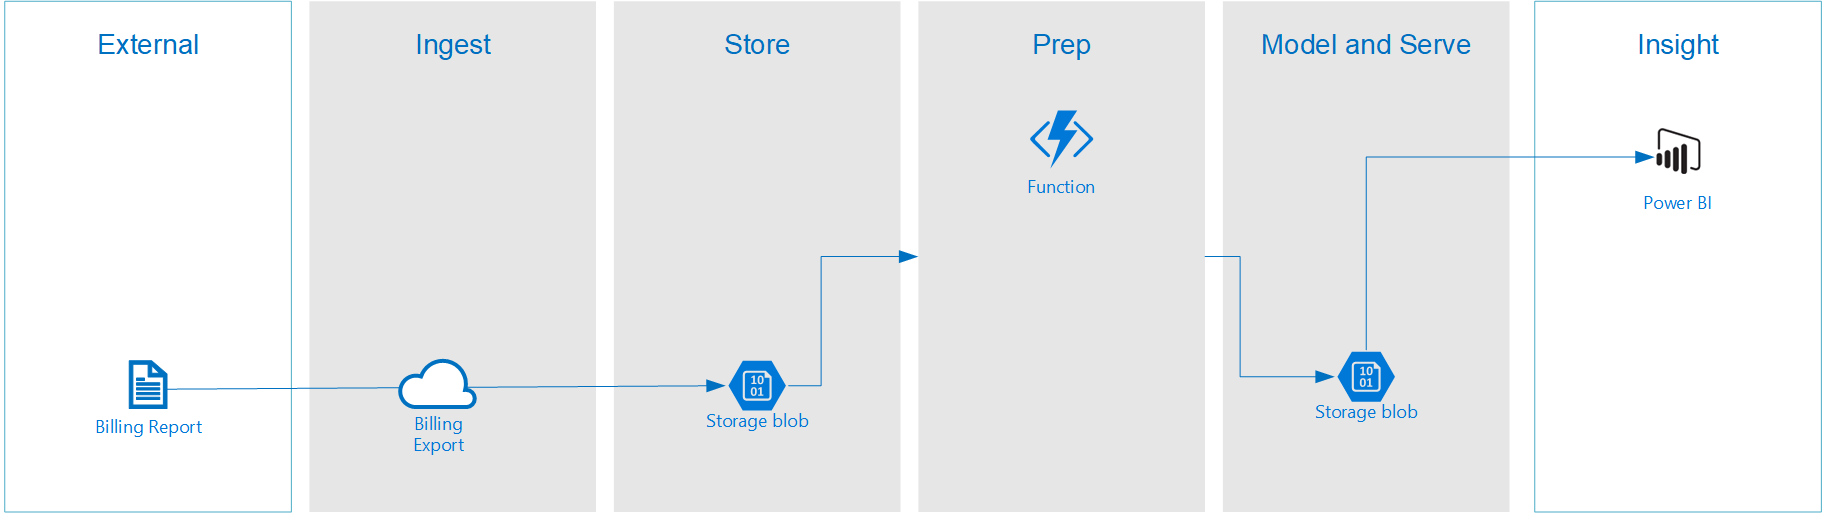 External
Ingest
Store
Prep
Model and Serve
Insight
Function
Power BI
Billing Report
Billing
Export
10
01
Storage blob
10
01
Storage blob